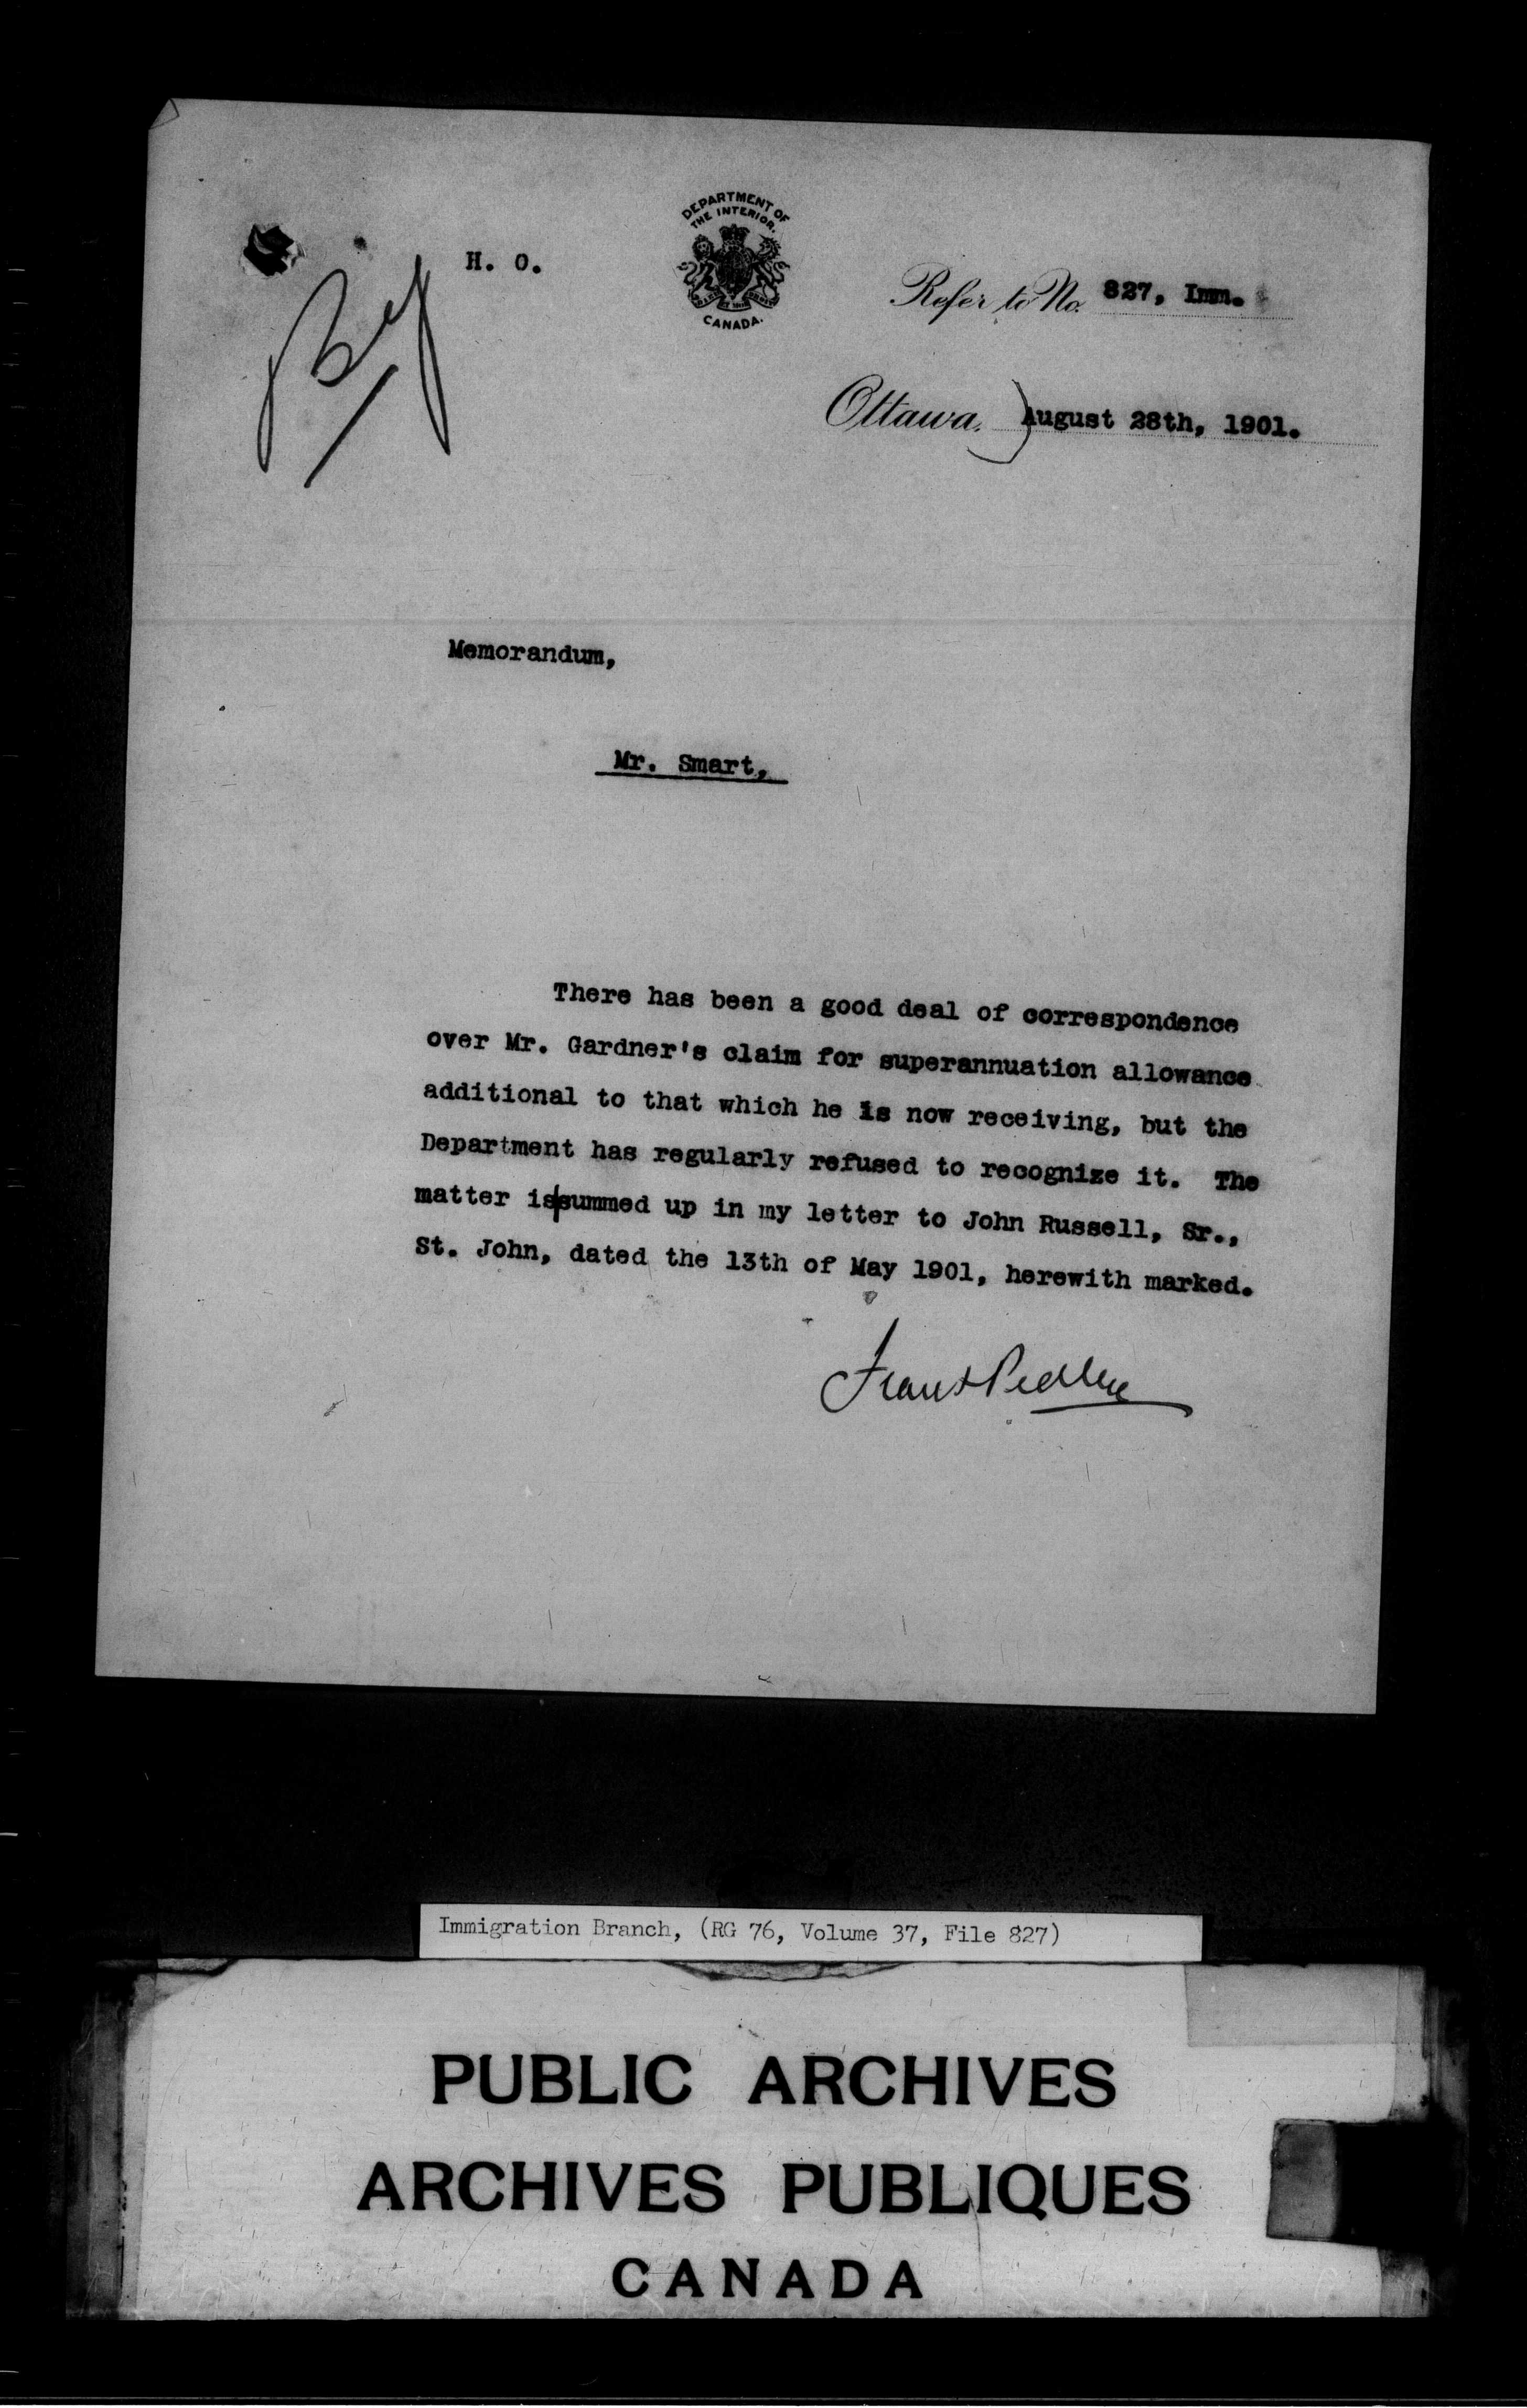 DEPARTMENT OF
THE INTERIOR.
CANADA.
H. O.
Refer to No. 827, Imm.
Ottawa, August 28th, 1901.
Memorandum,
Mr. Smart,
There has been a good deal of correspondence
over Mr. Gardner's claim for superannuation allowance
additional to that which he is now receiving, but the
Department has regularly refused to recognize it. The
matter is|summed up in my letter to John Russell, Sr.,
St. John, dated the 13th of May 1901, herewith marked.
Frank Pedley
Immigration Branch, (RG 76, Volume 37, File 827)
PUBLIC ARCHIVES
ARCHIVES PUBLIQUES
CANADA